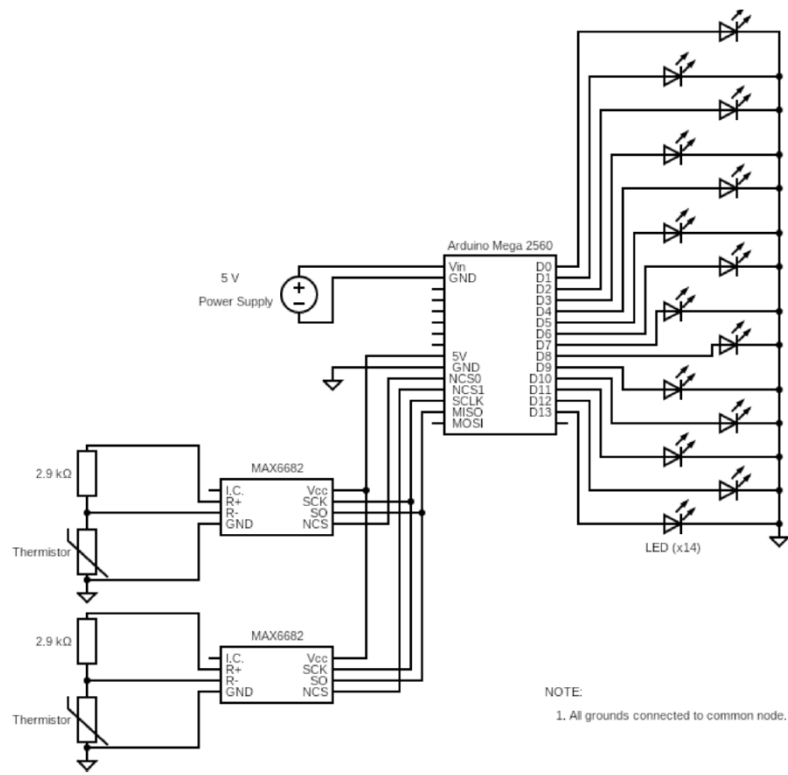 Arduino Mega 2560
Vin
GND
5V
GND
NCS0
NCS1
SCLK
MISO
MOSI
D0
D1
D2
D3
D4
D5
D6
D7
D8
D9
D10
D11
D12
D13
5 V
Power Supply
+
−
LED (x14)
2.9 kΩ
Thermistor
MAX6682
I.C.
R+
R-
GND
Vcc
SCK
SO
NCS
2.9 kΩ
Thermistor
MAX6682
I.C.
R+
R-
GND
Vcc
SCK
SO
NCS
NOTE:
1. All grounds connected to common node.